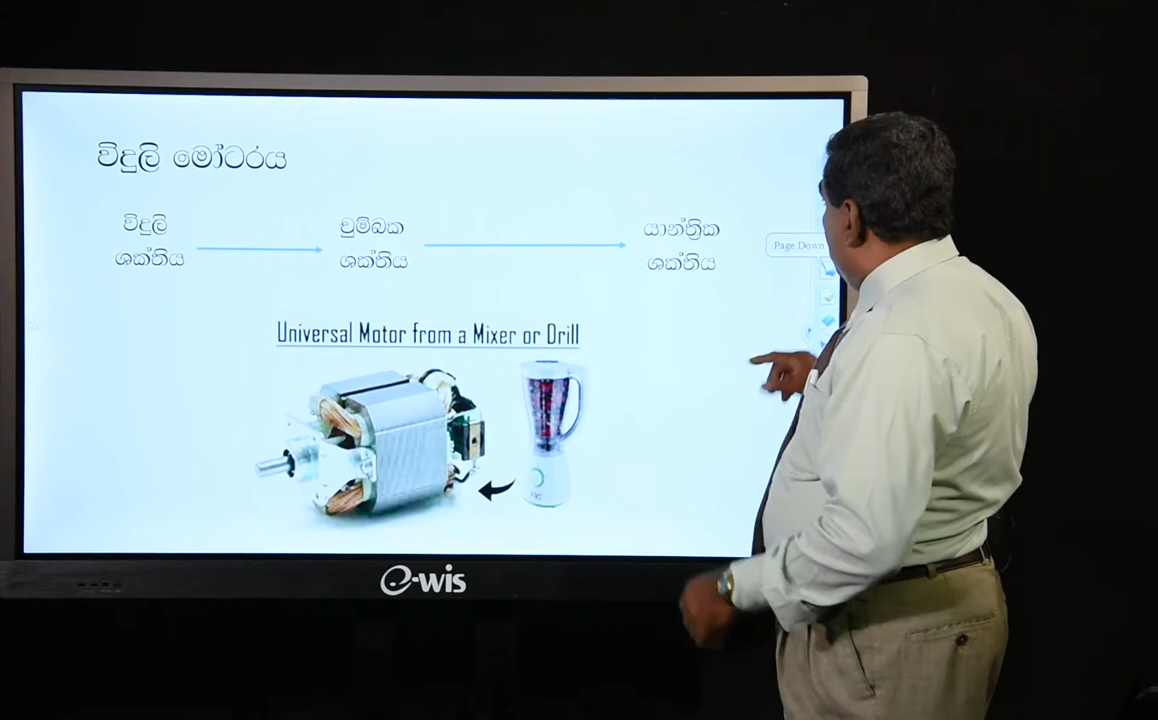 විදුලි මෝටරය
විදුලි
ශක්තිය
චුම්බක
ශක්තිය
යාන්ත්‍රික
ශක්තිය
Page Down
Universal Motor from a Mixer or Drill
e-wis